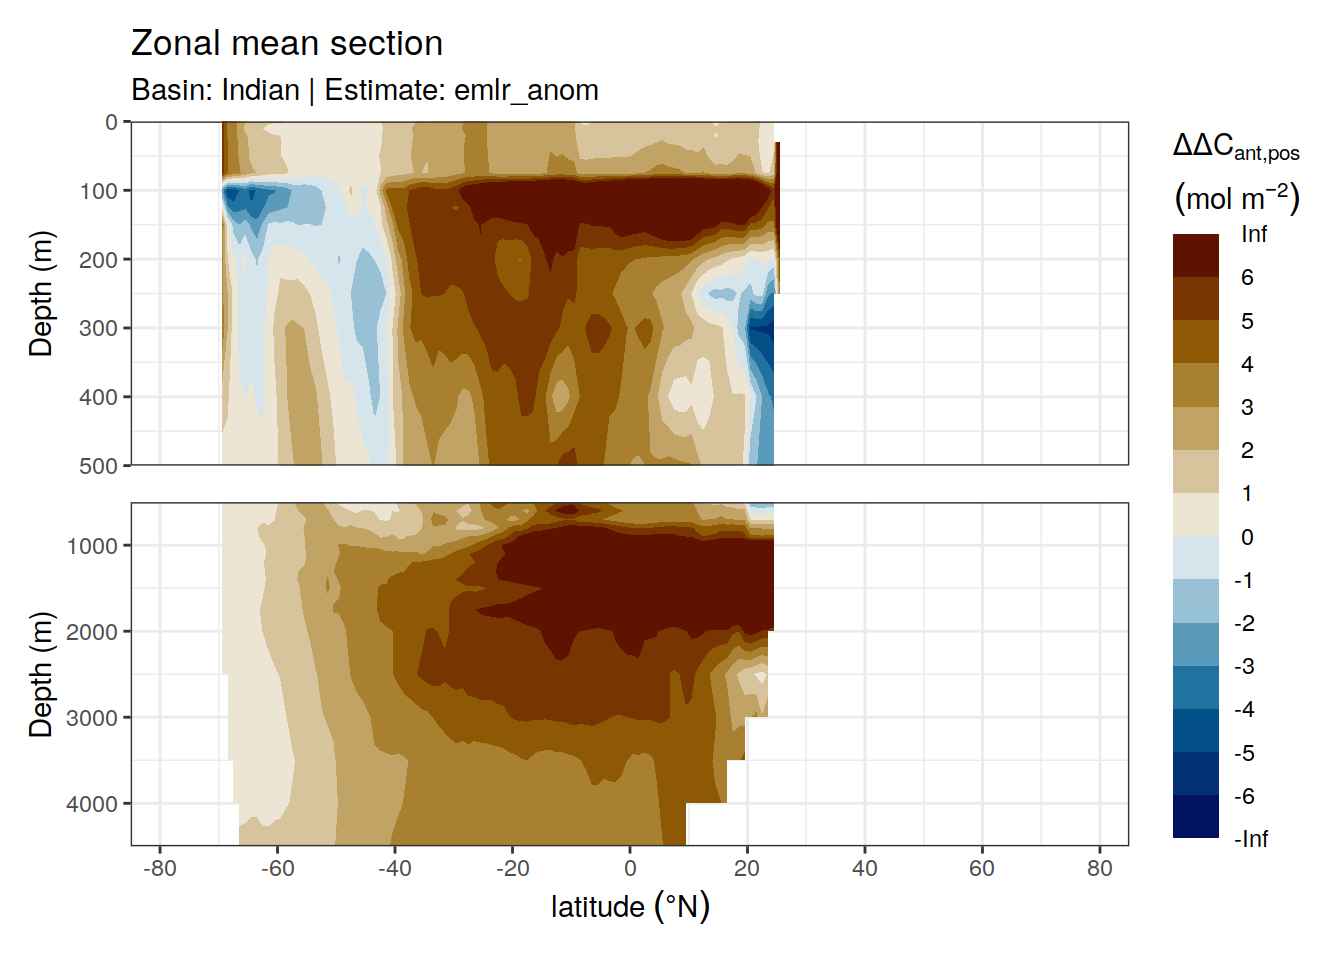 Zonal mean section
Basin: Indian | Estimate: emlr_anom
0
100
200
300
400
500
Depth (m)
1000
2000
3000
4000
Depth (m)
-80 -60 -40 -20 0 20 40 60 80
latitude (°N)
ΔΔC_ant,pos
(mol m⁻²)
Inf
6
5
4
3
2
1
0
-1
-2
-3
-4
-5
-6
-Inf